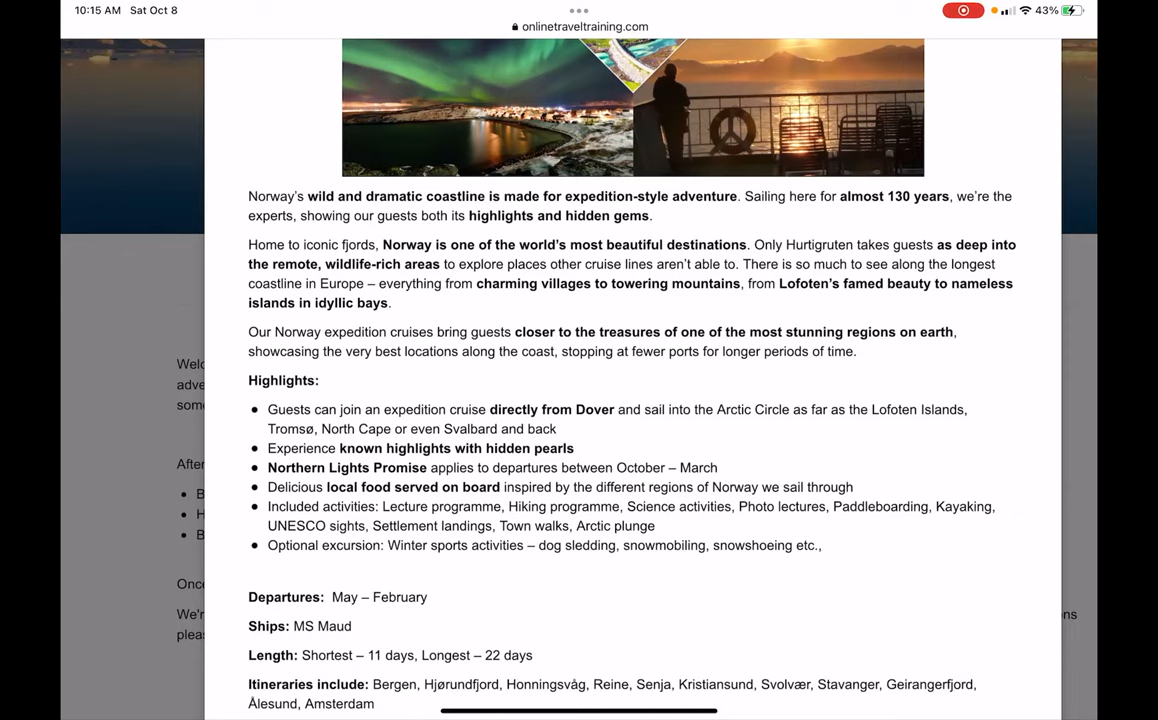 10:15 AM Sat Oct 8
43%
onlinetraveltraining.com
Norway's wild and dramatic coastline is made for expedition-style adventure. Sailing here for almost 130 years, we're the
experts, showing our guests both its highlights and hidden gems.
Home to iconic fjords, Norway is one of the world's most beautiful destinations. Only Hurtigruten takes guests as deep into
the remote, wildlife-rich areas to explore places other cruise lines aren't able to. There is so much to see along the longest
coastline in Europe – everything from charming villages to towering mountains, from Lofoten's famed beauty to nameless
islands in idyllic bays.
Our Norway expedition cruises bring guests closer to the treasures of one of the most stunning regions on earth,
showcasing the very best locations along the coast, stopping at fewer ports for longer periods of time.
Highlights:
• Guests can join an expedition cruise directly from Dover and sail into the Arctic Circle as far as the Lofoten Islands,
Tromsø, North Cape or even Svalbard and back
• Experience known highlights with hidden pearls
• Northern Lights Promise applies to departures between October – March
• Delicious local food served on board inspired by the different regions of Norway we sail through
• Included activities: Lecture programme, Hiking programme, Science activities, Photo lectures, Paddleboarding, Kayaking,
UNESCO sights, Settlement landings, Town walks, Arctic plunge
• Optional excursion: Winter sports activities – dog sledding, snowmobiling, snowshoeing etc.,
Departures: May – February
Ships: MS Maud
Length: Shortest – 11 days, Longest – 22 days
Itineraries include: Bergen, Hjørundfjord, Honningsvåg, Reine, Senja, Kristiansund, Svolvær, Stavanger, Geirangerfjord,
Ålesund, Amsterdam
Welc
adve
som
After
• B
• H
• B
Once
We're
plea
ns